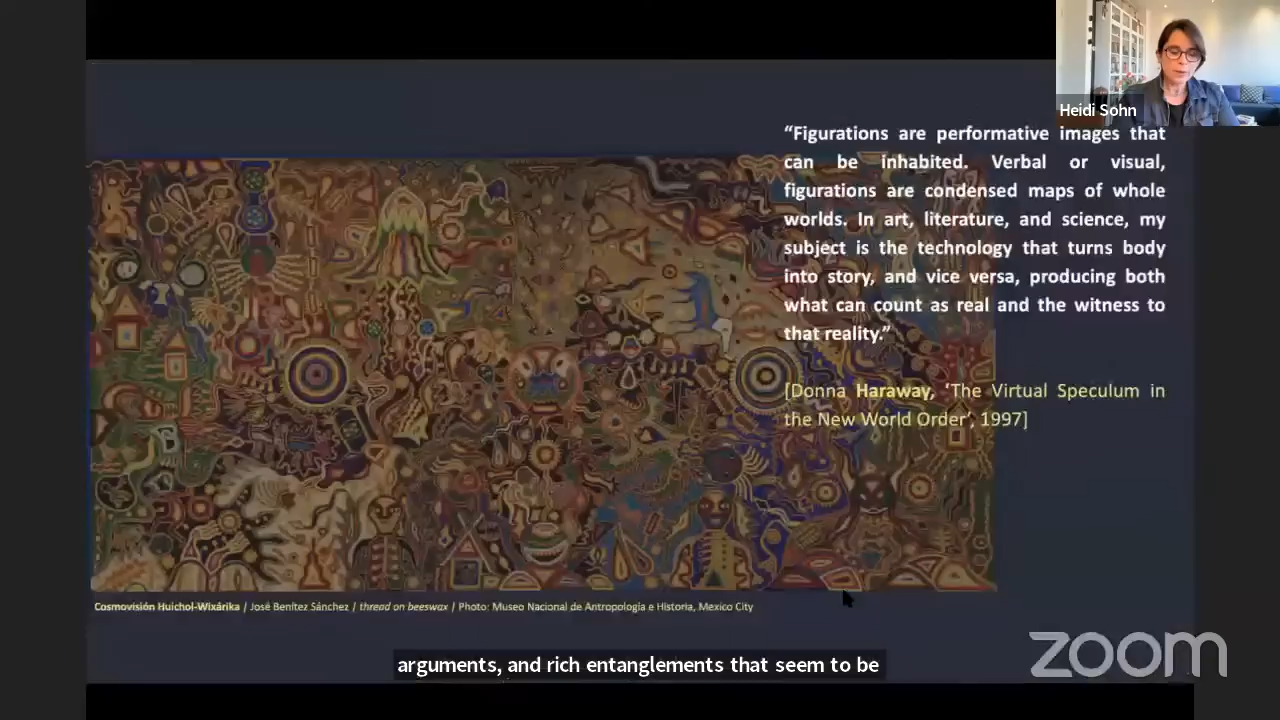 Heidi Sohn
“Figurations are performative images that
can be inhabited. Verbal or visual,
figurations are condensed maps of whole
worlds. In art, literature, and science, my
subject is the technology that turns body
into story, and vice versa, producing both
what can count as real and the witness to
that reality.”
[Donna Haraway, ‘The Virtual Speculum in
the New World Order’, 1997]
Cosmovisión Huichol-Wixárika / José Benítez Sánchez / thread on beeswax / Photo: Museo Nacional de Antropología e Historia, Mexico City
arguments, and rich entanglements that seem to be
zoom